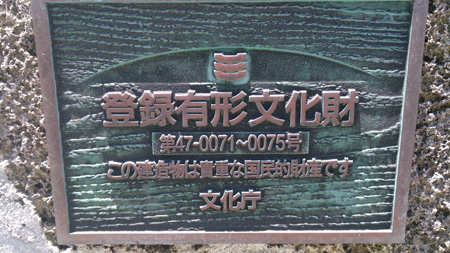 登録有形文化財
第47-0071~0075号
この建造物は貴重な国民的財産です
文化庁